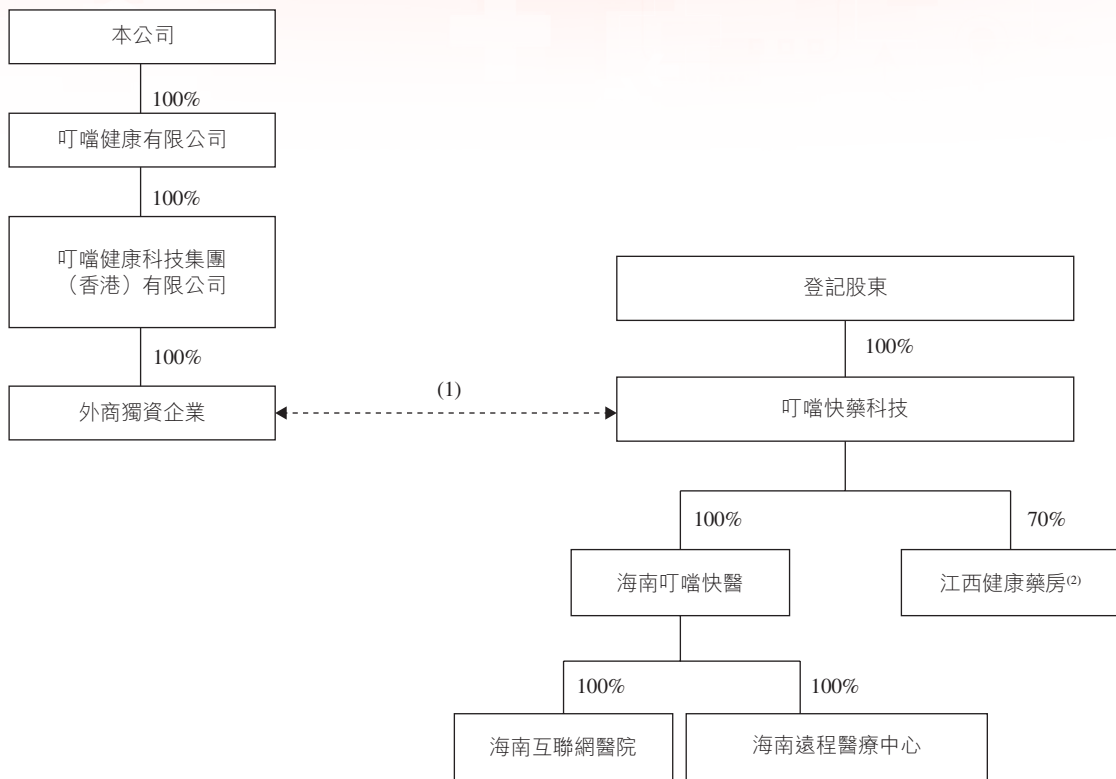 本公司
100%
叮噹健康有限公司
100%
叮噹健康科技集團
（香港）有限公司
100%
外商獨資企業
(1)
登記股東
100%
叮噹快藥科技
100%
70%
海南叮噹快醫
江西健康藥房(2)
100%
100%
海南互聯網醫院
海南遠程醫療中心